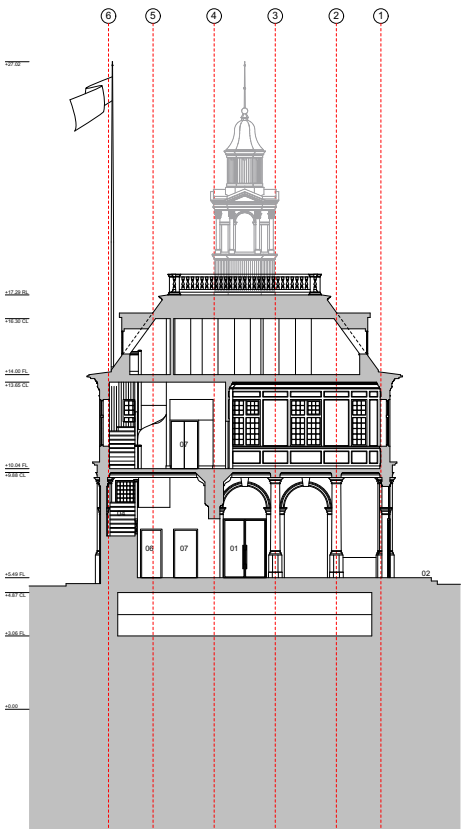 6 5 4 3 2 1
+27.02
+17.29 RL
+16.30 CL
+14.00 FL
+13.65 CL
07
+10.04 FL
+9.88 CL
06 07 01
+5.49 FL
02
+4.87 CL
+3.06 FL
+0.00